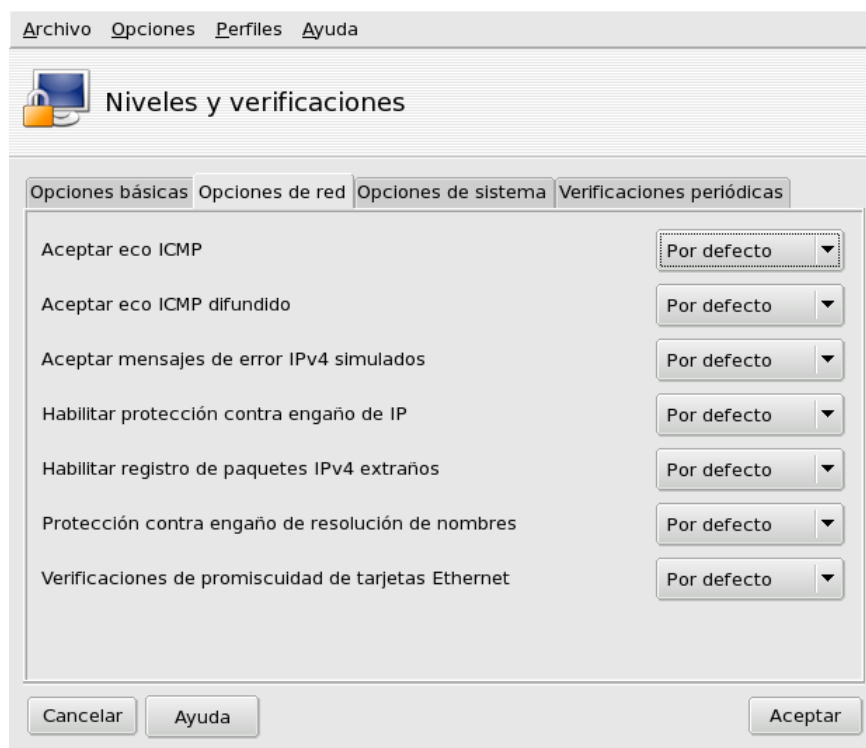 Archivo Opciones Perfiles Ayuda
Niveles y verificaciones
Opciones básicas Opciones de red Opciones de sistema Verificaciones periódicas
Aceptar eco ICMP Por defecto
Aceptar eco ICMP difundido Por defecto
Aceptar mensajes de error IPv4 simulados Por defecto
Habilitar protección contra engaño de IP Por defecto
Habilitar registro de paquetes IPv4 extraños Por defecto
Protección contra engaño de resolución de nombres Por defecto
Verificaciones de promiscuidad de tarjetas Ethernet Por defecto
Cancelar Ayuda Aceptar